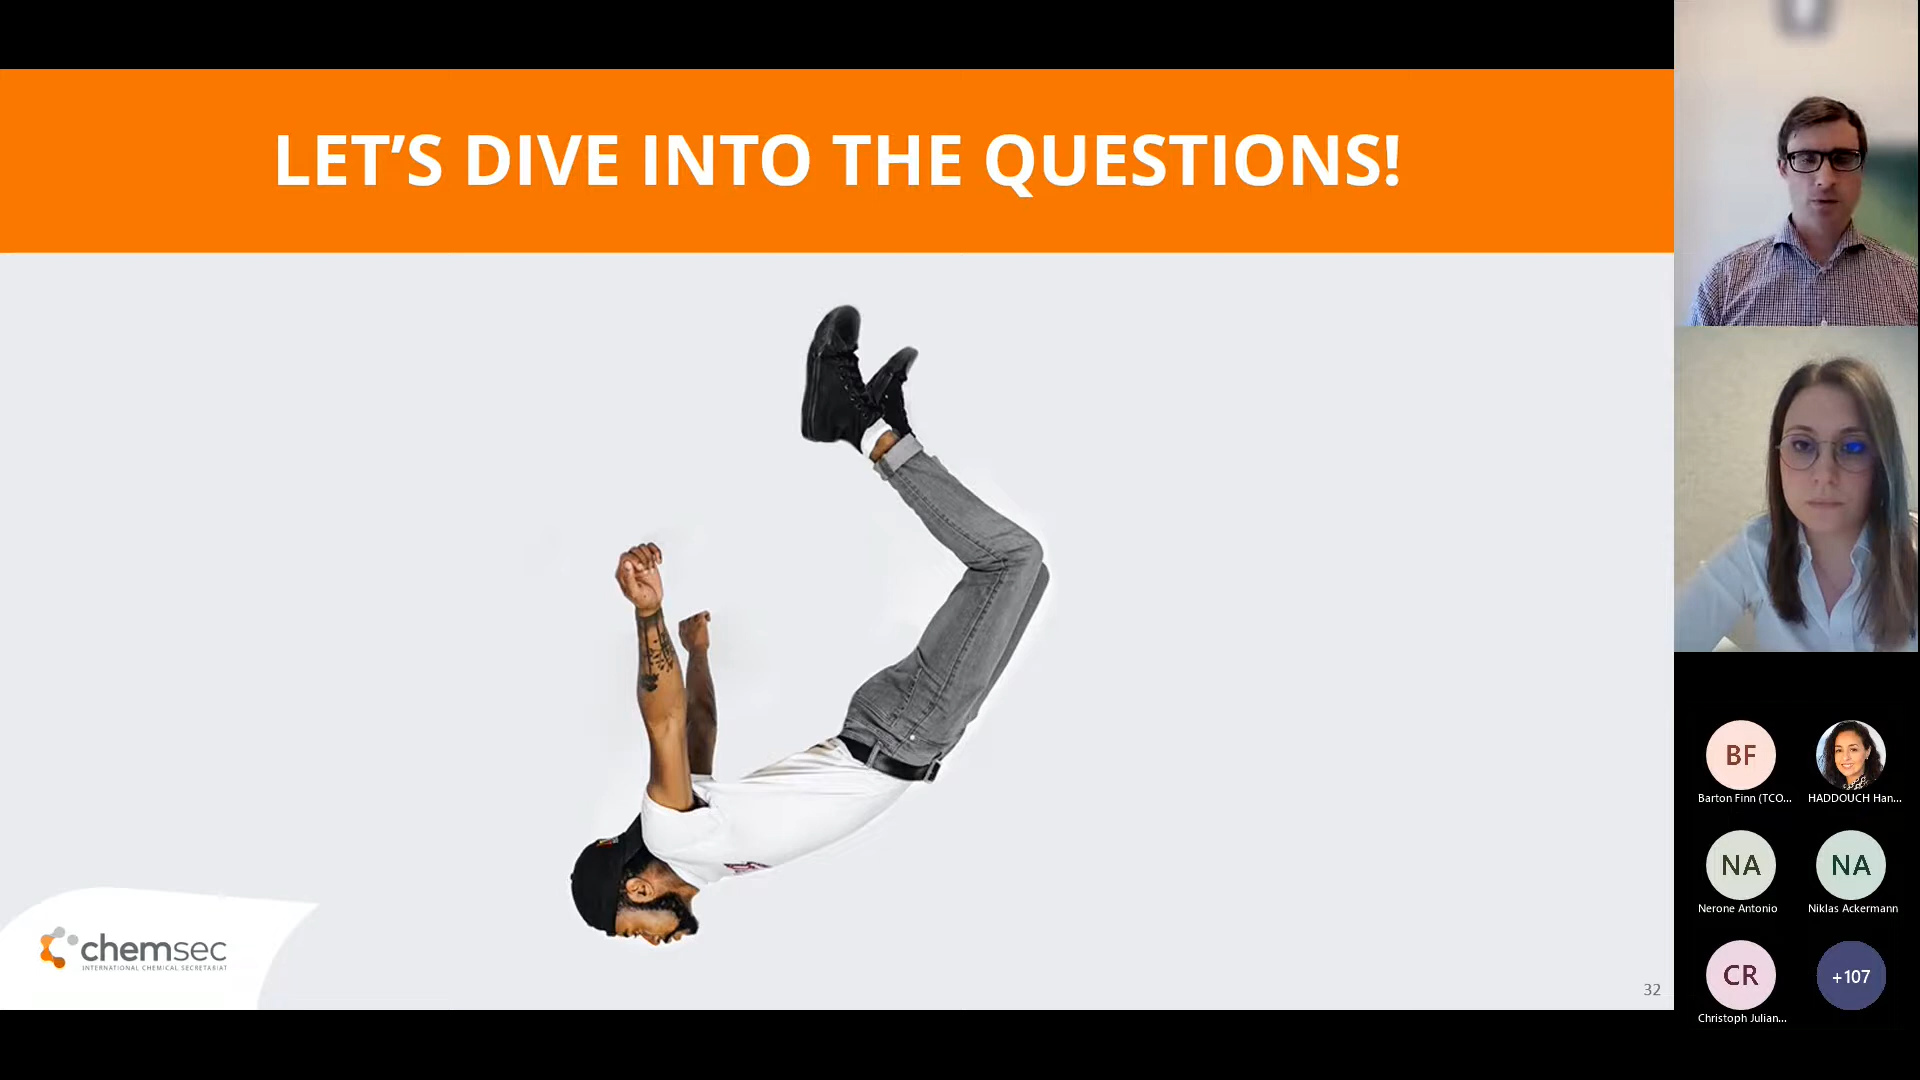 LET’S DIVE INTO THE QUESTIONS!
chemsec
INTERNATIONAL CHEMICAL SECRETARIAT
32
BF
Barton Finn (TCO...
HADDOUCH Han...
NA
Nerone Antonio
NA
Niklas Ackermann
CR
Christoph Julian...
+107